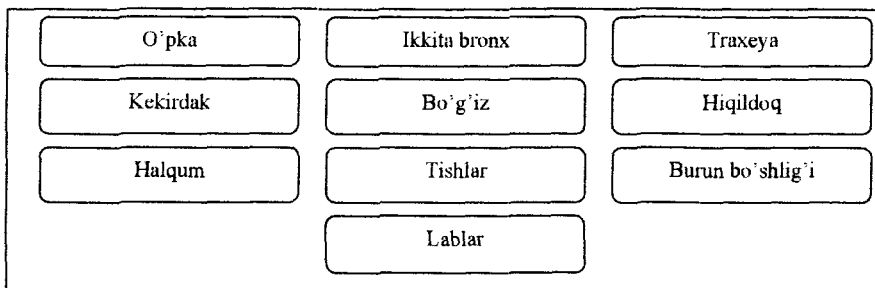 O'pka Ikkita bronx Traxeya
Kekirdak Bo'g'iz Hiqildoq
Halqum Tishlar Burun bo'shlig'i
Lablar